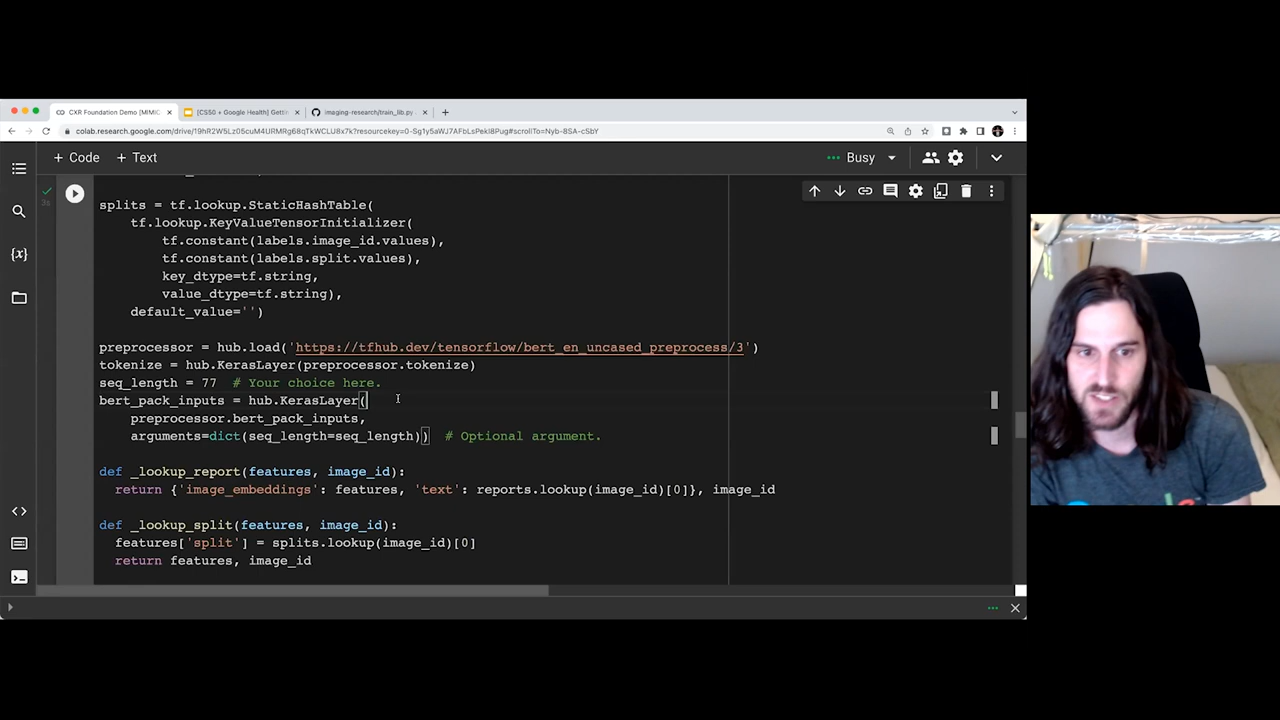 CXR Foundation Demo [MIMIC
[CS50 + Google Health] Getti
imaging-research/train_lib.py
colab.research.google.com/drive/19hR2W5Lz05cuM4URMRg68qTkWCLU8x7k?resourcekey=0-Sg1y5aWJ7AFbLsPekI8Pug#scrollTo=Nyb-8SA-cSbY
+ Code + Text
Busy
3s
splits = tf.lookup.StaticHashTable(
tf.lookup.KeyValueTensorInitializer(
tf.constant(labels.image_id.values),
tf.constant(labels.split.values),
key_dtype=tf.string,
value_dtype=tf.string),
default_value='')
preprocessor = hub.load('https://tfhub.dev/tensorflow/bert_en_uncased_preprocess/3')
tokenize = hub.KerasLayer(preprocessor.tokenize)
seq_length = 77 # Your choice here.
bert_pack_inputs = hub.KerasLayer(
preprocessor.bert_pack_inputs,
arguments=dict(seq_length=seq_length)) # Optional argument.
def _lookup_report(features, image_id):
return {'image_embeddings': features, 'text': reports.lookup(image_id)[0]}, image_id
def _lookup_split(features, image_id):
features['split'] = splits.lookup(image_id)[0]
return features, image_id